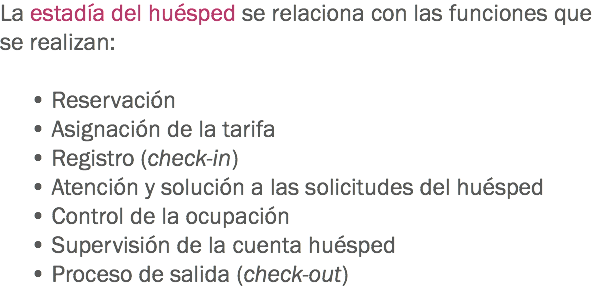 La estadía del huésped se relaciona con las funciones que
se realizan:
• Reservación
• Asignación de la tarifa
• Registro (check-in)
• Atención y solución a las solicitudes del huésped
• Control de la ocupación
• Supervisión de la cuenta huésped
• Proceso de salida (check-out)